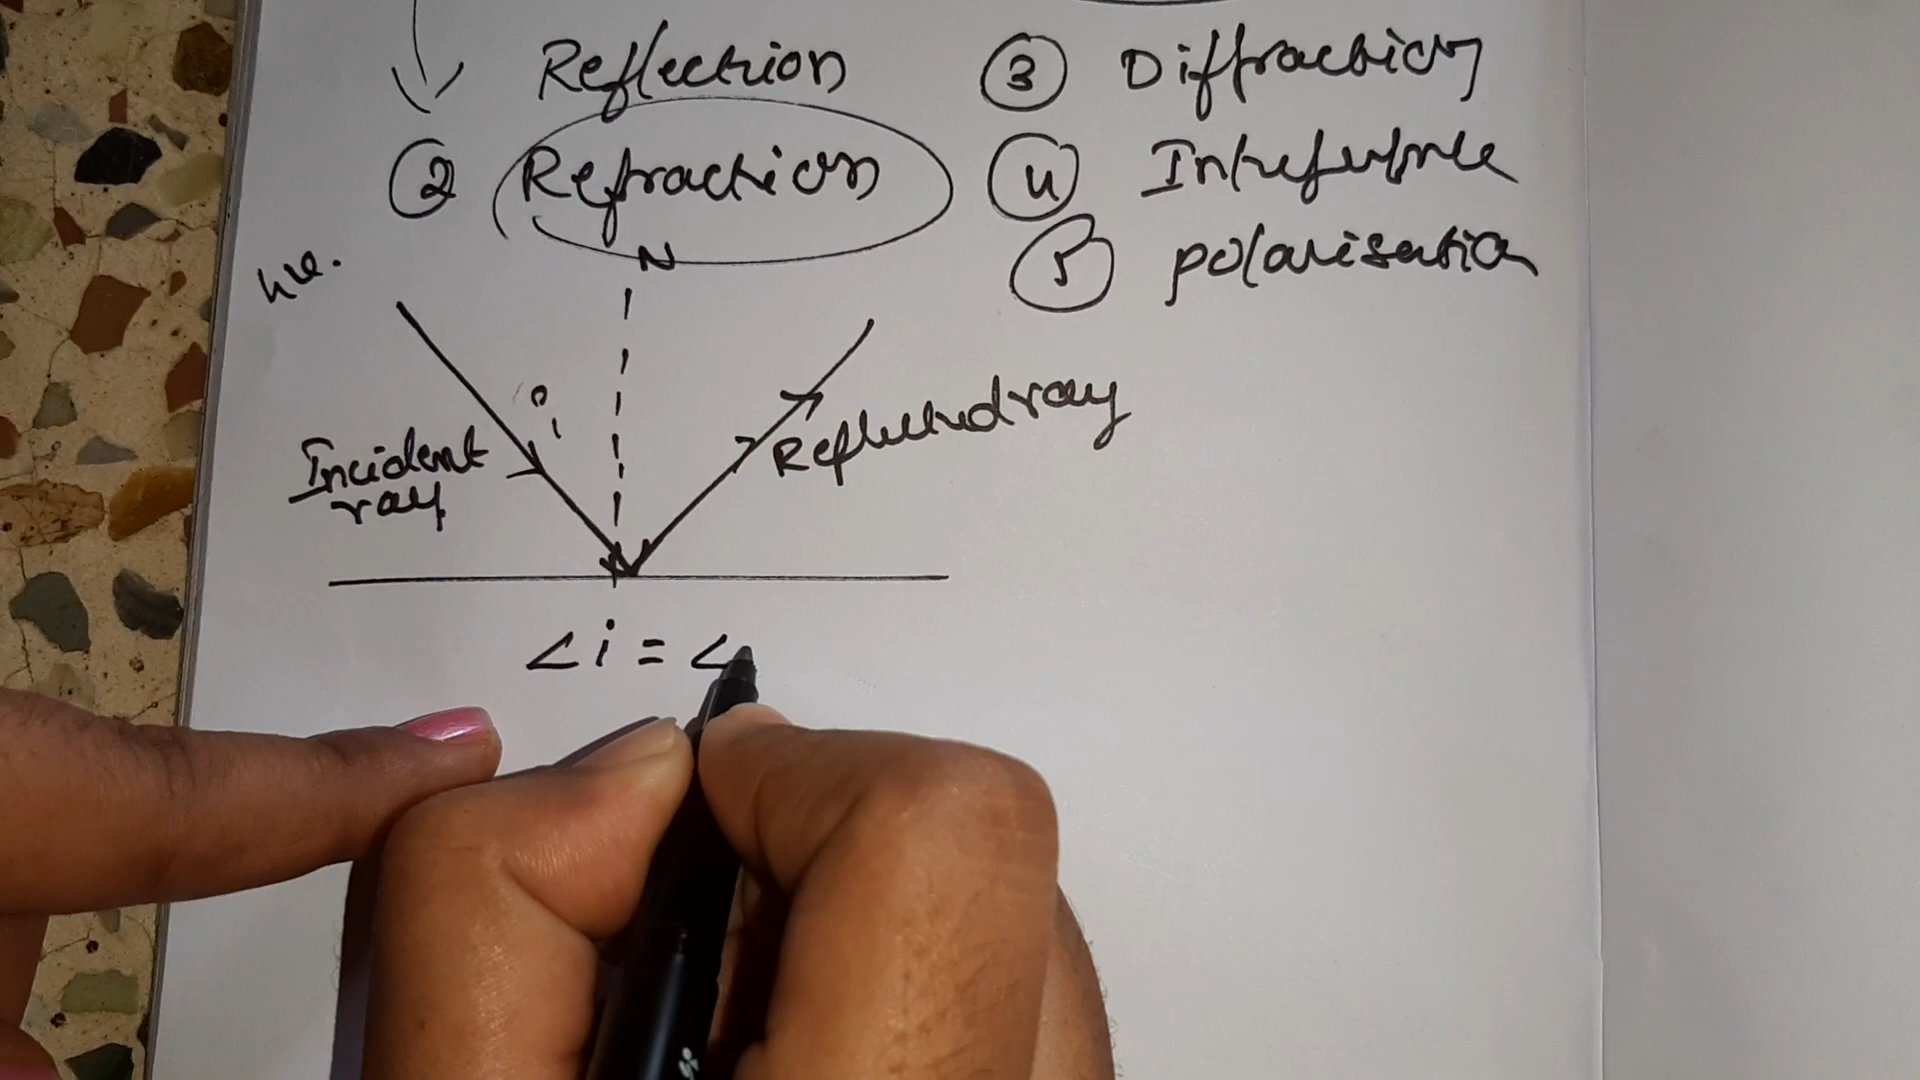 Reflection
② Refraction
③ Diffraction
④ Interference
⑤ polarisation
N
i
Incident
ray
Reflected ray
<i = <